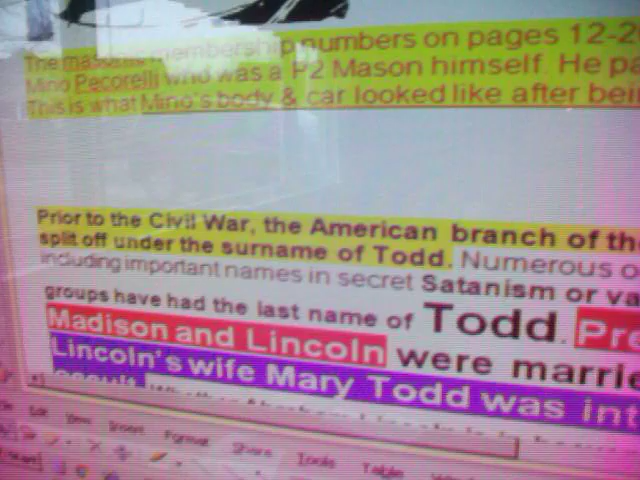 The masonic membership numbers on pages 12-2
Mino Pecorelli who was a P2 Mason himself. He pa
This is what Mino's body & car looked like after bei
Prior to the Civil War, the American branch of th
split off under the surname of Todd. Numerous o
including important names in secret Satanism or va
groups have had the last name of Todd. Pre
Madison and Lincoln were marrie
Lincoln's wife Mary Todd was int
occult.
Edit View Insert Format Share Tools Table
Start